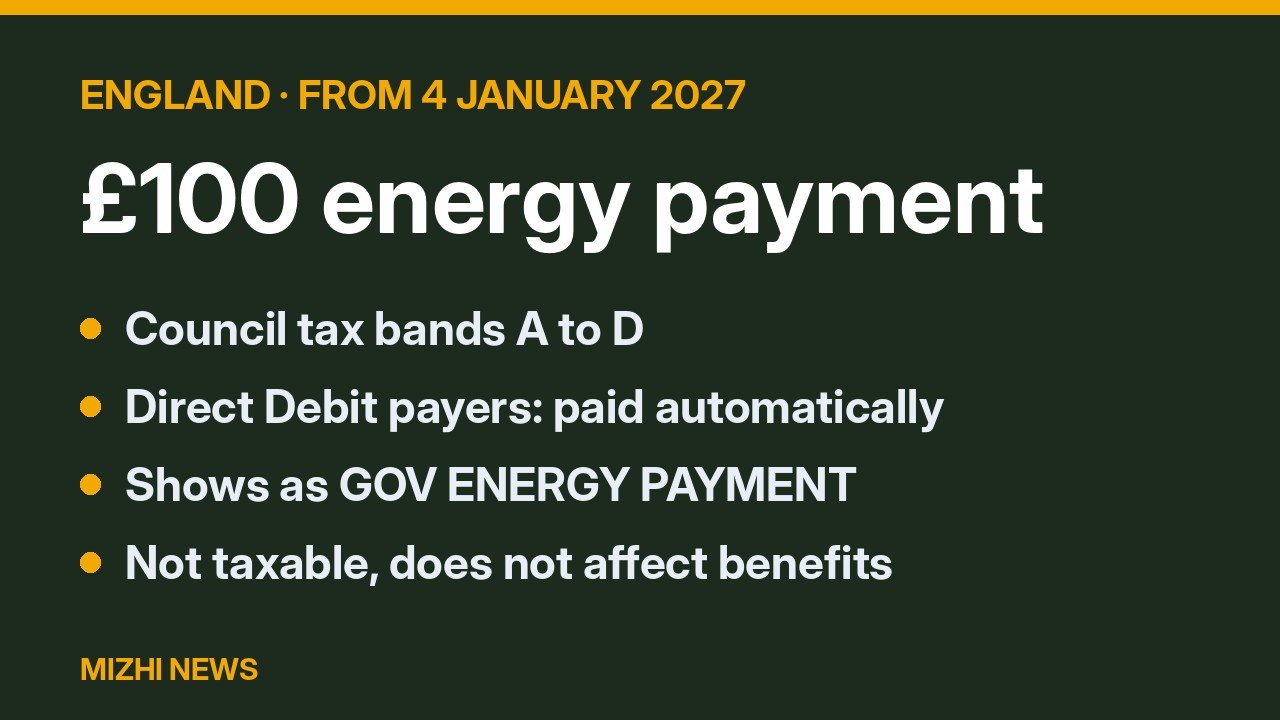 ENGLAND · FROM 4 JANUARY 2027
£100 energy payment
Council tax bands A to D
Direct Debit payers: paid automatically
Shows as GOV ENERGY PAYMENT
Not taxable, does not affect benefits
MIZHI NEWS